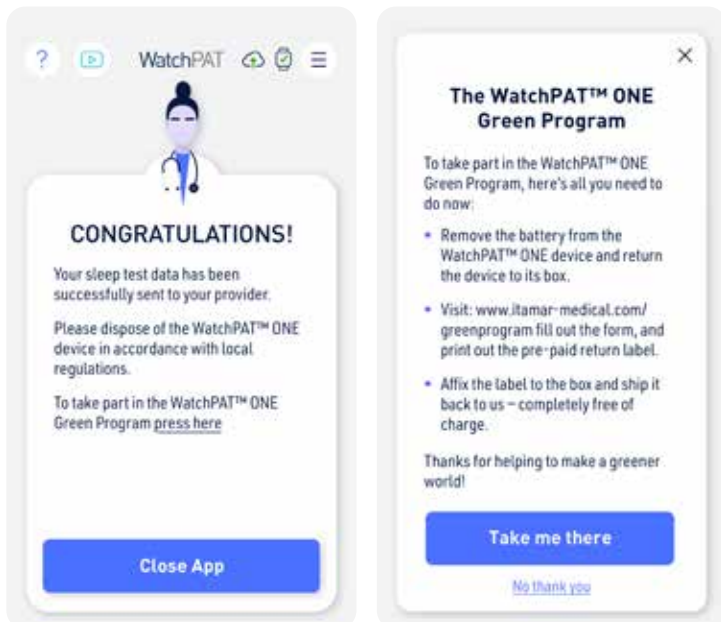 ?
WatchPAT
CONGRATULATIONS!
Your sleep test data has been
successfully sent to your provider.
Please dispose of the WatchPAT™ ONE
device in accordance with local
regulations.
To take part in the WatchPAT™ ONE
Green Program press here
Close App
The WatchPAT™ ONE
Green Program
To take part in the WatchPAT™ ONE
Green Program, here's all you need to
do now:
• Remove the battery from the
WatchPAT™ ONE device and return
the device to its box.
• Visit: www.itamar-medical.com/
greenprogram fill out the form, and
print out the pre-paid return label.
• Affix the label to the box and ship it
back to us – completely free of
charge.
Thanks for helping to make a greener
world!
Take me there
No thank you